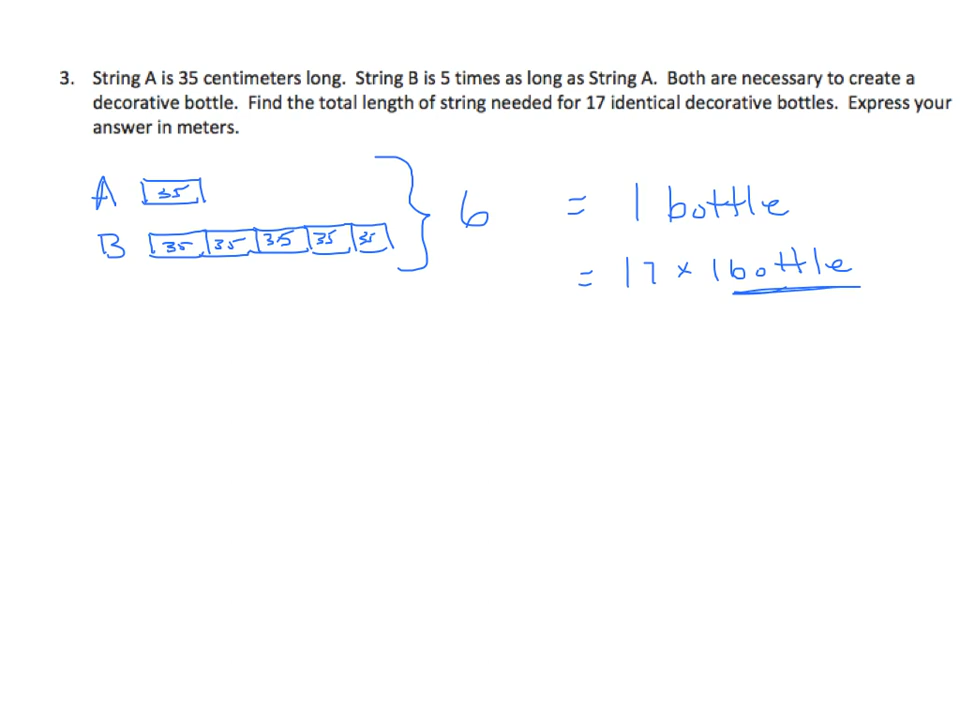 3. String A is 35 centimeters long. String B is 5 times as long as String A. Both are necessary to create a
decorative bottle. Find the total length of string needed for 17 identical decorative bottles. Express your
answer in meters.
A 35
B 35 35 35 35 35
6 = 1 bottle
= 17 × 1 bottle